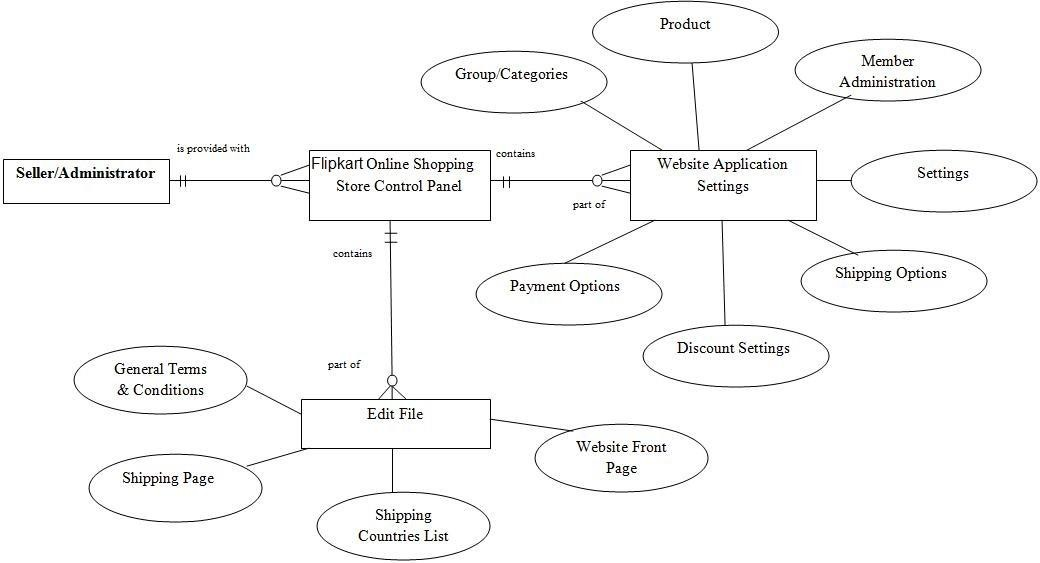 Product
Group/Categories
Member
Administration
is provided with
contains
Seller/Administrator
Flipkart Online Shopping
Store Control Panel
Website Application
Settings
Settings
part of
contains
Payment Options
Shipping Options
Discount Settings
part of
General Terms
& Conditions
Edit File
Website Front
Page
Shipping Page
Shipping
Countries List